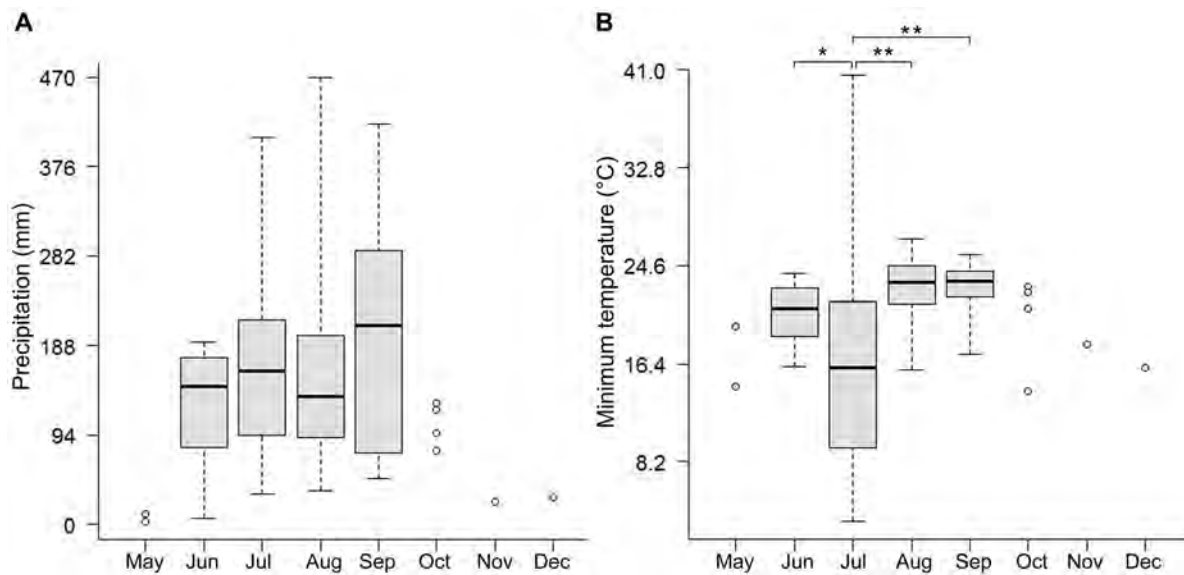 A
Precipitation (mm)
470
376
282
188
94
0
May Jun Jul Aug Sep Oct Nov Dec
B
Minimum temperature (°C)
**
* **
41.0
32.8
24.6
16.4
8.2
May Jun Jul Aug Sep Oct Nov Dec